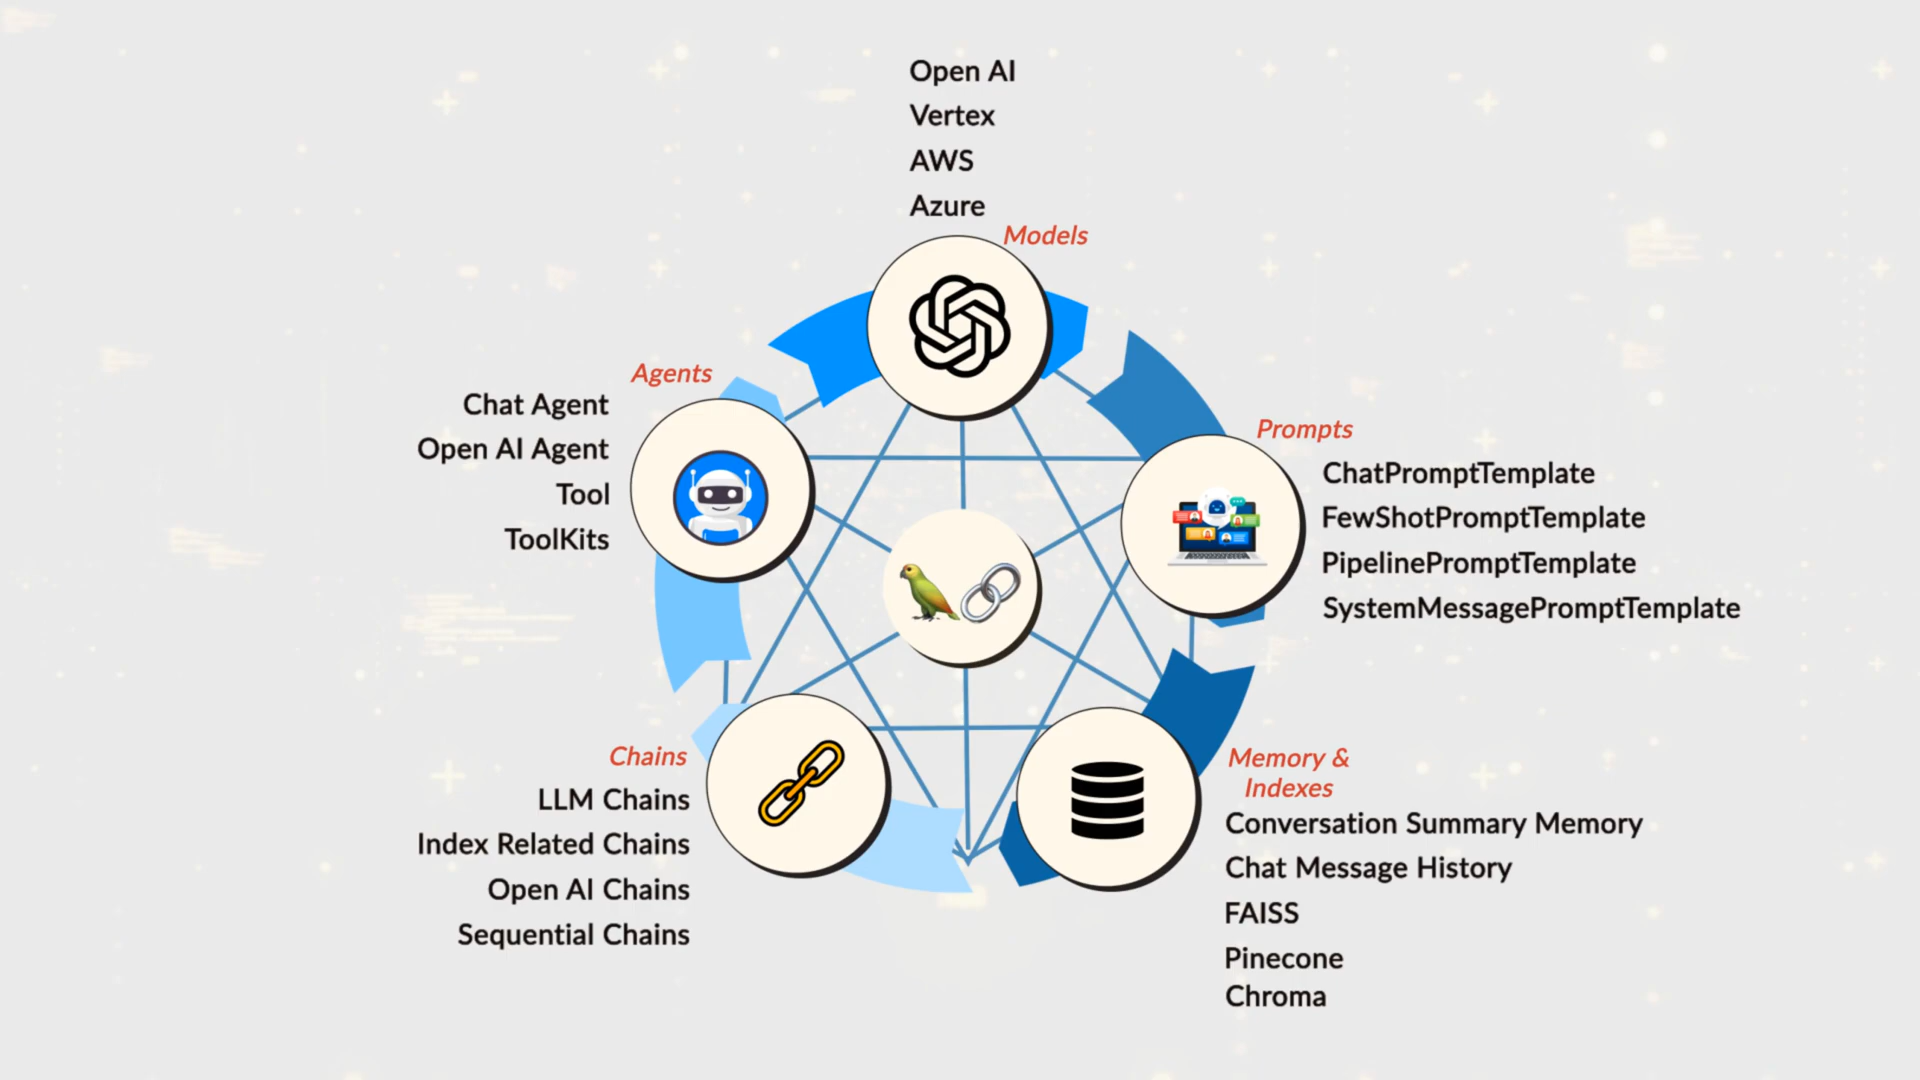 Open AI
Vertex
AWS
Azure
Models
Agents
Chat Agent
Open AI Agent
Tool
ToolKits
Prompts
ChatPromptTemplate
FewShotPromptTemplate
PipelinePromptTemplate
SystemMessagePromptTemplate
Chains
LLM Chains
Index Related Chains
Open AI Chains
Sequential Chains
Memory &
Indexes
Conversation Summary Memory
Chat Message History
FAISS
Pinecone
Chroma